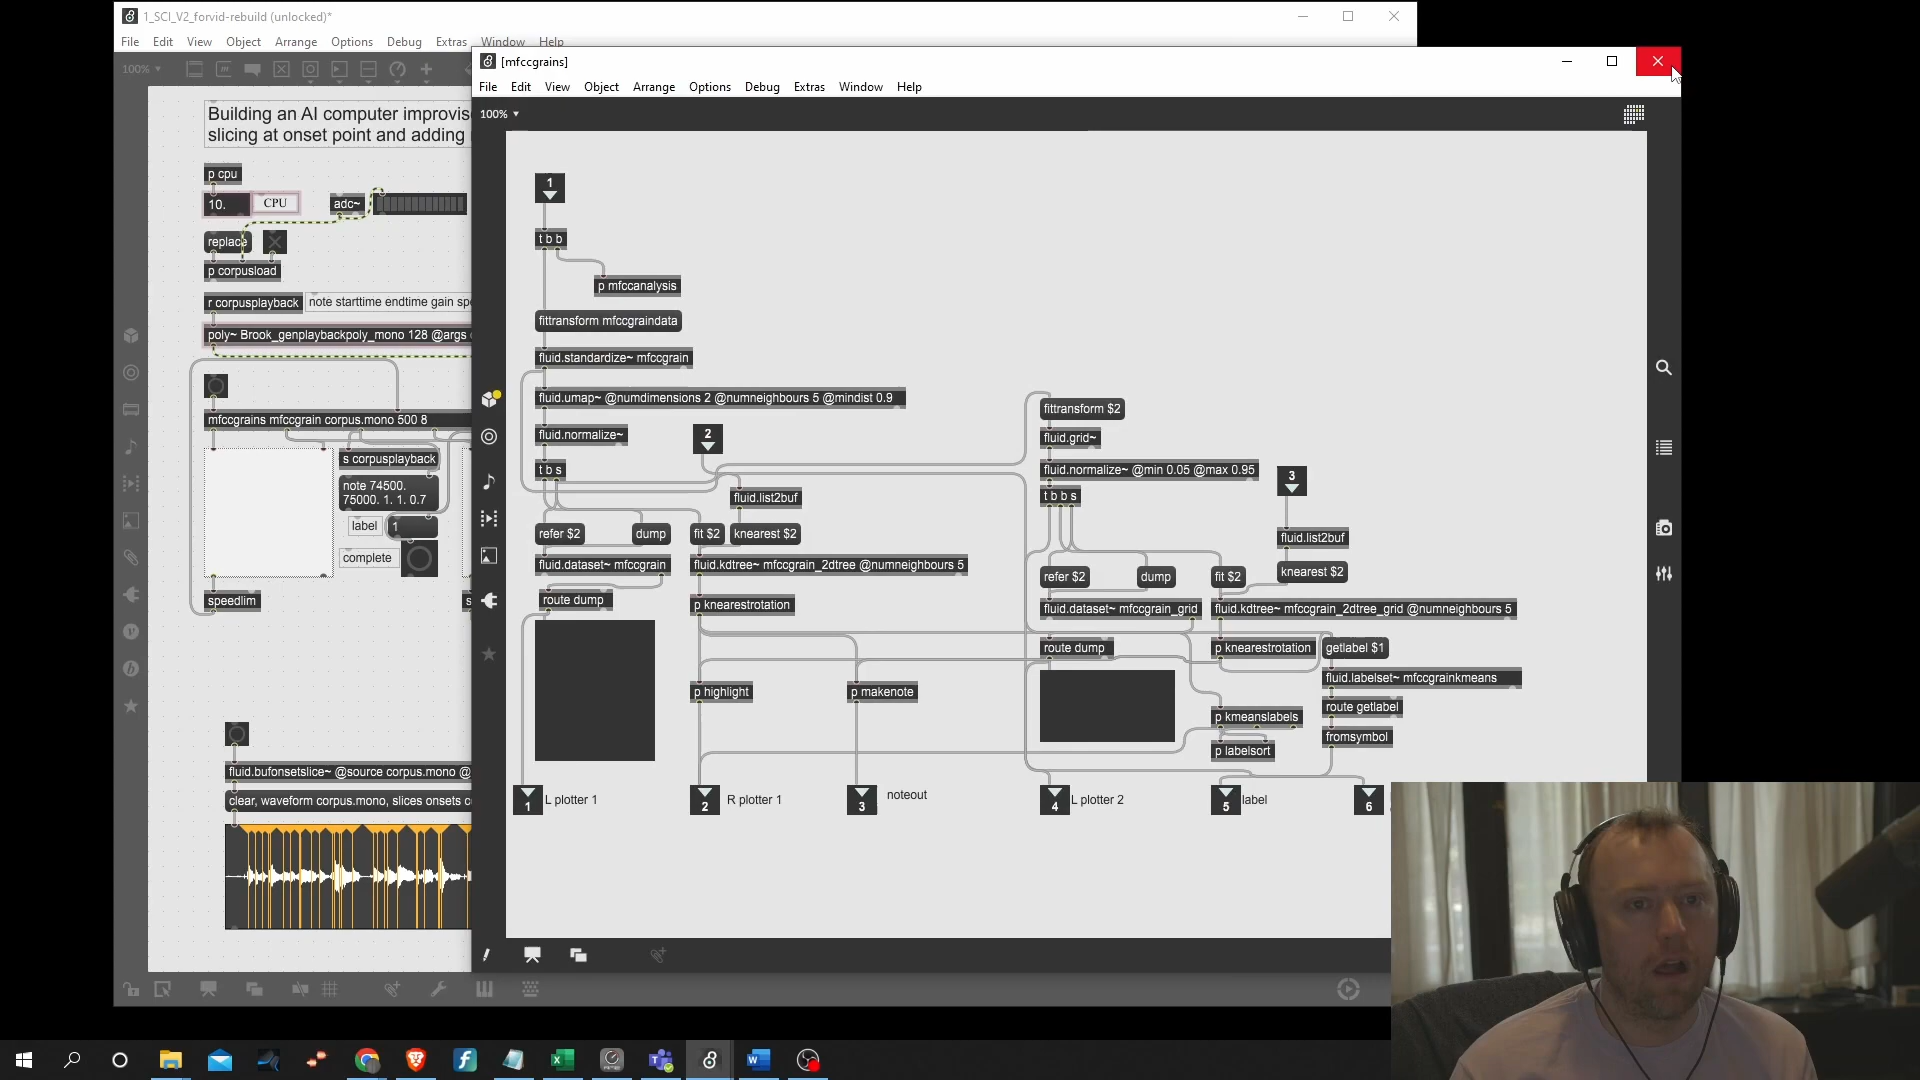 1_SCI_V2_forvid-rebuild (unlocked)*
File Edit View Object Arrange Options Debug Extras Window Help
100%
Building an AI computer improvise
slicing at onset point and adding
p cpu
10. CPU
adc~
replace
p corpusload
r corpusplayback
note starttime endtime gain spe
poly~ Brook_genplaybackpoly_mono 128 @args
mfccgrains mfccgrain corpus.mono 500 8
s corpusplayback
note 74500.
75000. 1. 1. 0.7
label
1
complete
speedlim
s
fluid.bufonsetslice~ @source corpus.mono @
clear, waveform corpus.mono, slices onsets c
[mfccgrains]
File Edit View Object Arrange Options Debug Extras Window Help
100%
1
t b b
p mfccanalysis
fittransform mfccgraindata
fluid.standardize~ mfccgrain
fluid.umap~ @numdimensions 2 @numneighbours 5 @mindist 0.9
fluid.normalize~
2
t b s
fluid.list2buf
refer $2
dump
fit $2
knearest $2
fluid.dataset~ mfccgrain
fluid.kdtree~ mfccgrain_2dtree @numneighbours 5
route dump
p knearestrotation
p highlight
p makenote
1
L plotter 1
2
R plotter 1
3
noteout
fittransform $2
fluid.grid~
fluid.normalize~ @min 0.05 @max 0.95
3
t b b s
fluid.list2buf
refer $2
dump
fit $2
knearest $2
fluid.dataset~ mfccgrain_grid
fluid.kdtree~ mfccgrain_2dtree_grid @numneighbours 5
route dump
p knearestrotation
getlabel $1
fluid.labelset~ mfccgrainkmeans
p kmeanslabels
route getlabel
p labelsort
fromsymbol
4
L plotter 2
5
label
6